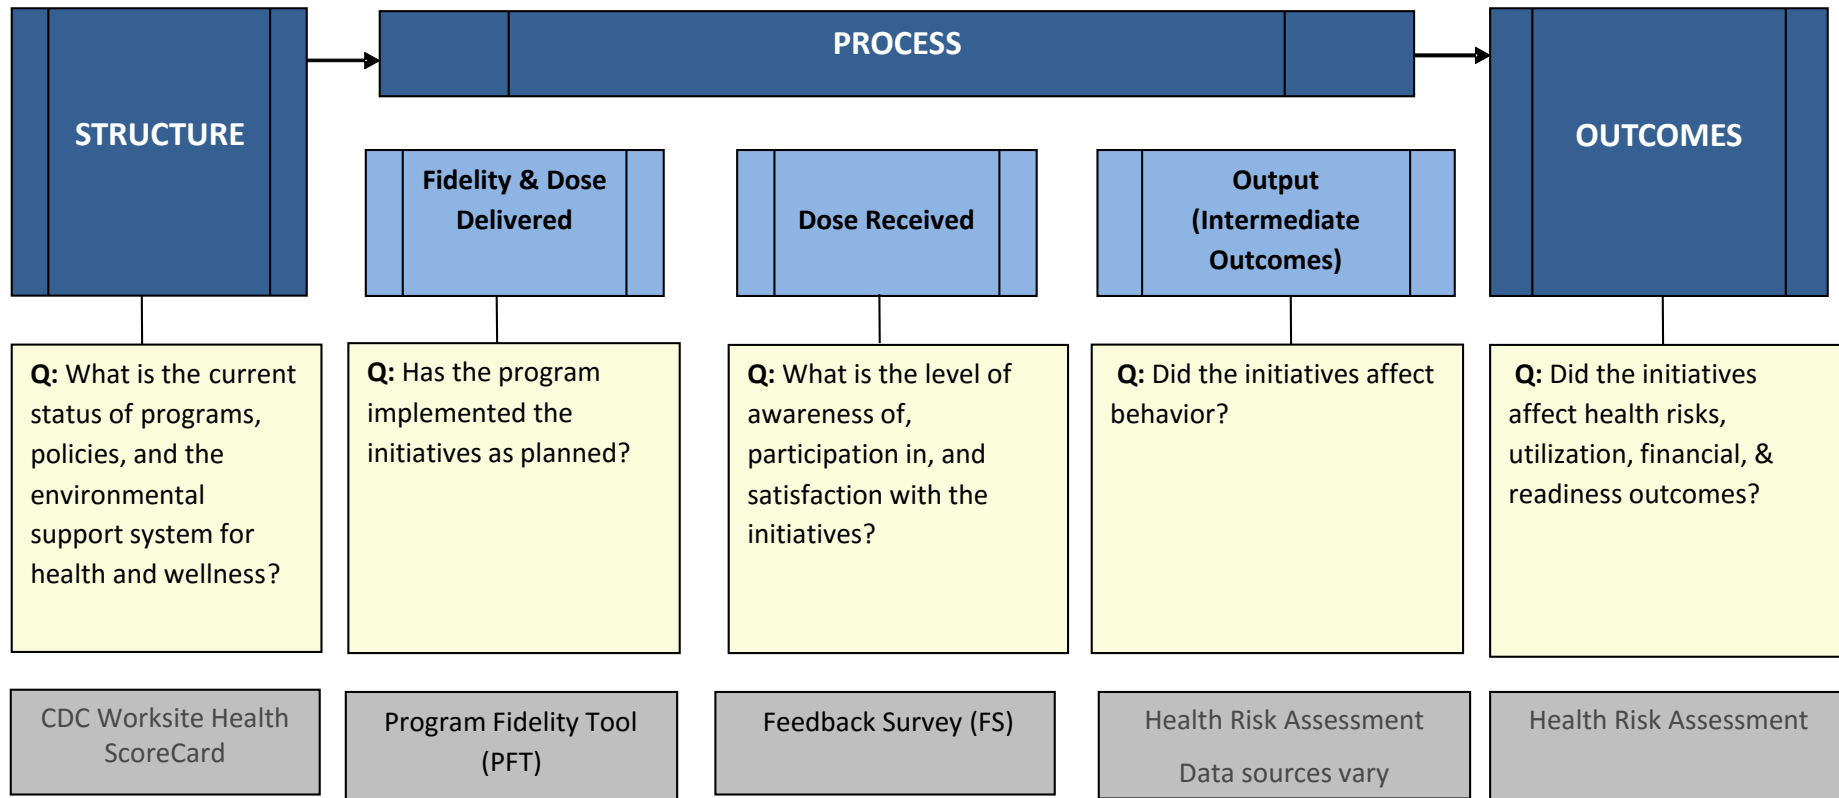 STRUCTURE
PROCESS
OUTCOMES
Fidelity & Dose
Delivered
Dose Received
Output
(Intermediate
Outcomes)
Q: What is the current
status of programs,
policies, and the
environmental
support system for
health and wellness?
Q: Has the program
implemented the
initiatives as planned?
Q: What is the level of
awareness of,
participation in, and
satisfaction with the
initiatives?
Q: Did the initiatives affect
behavior?
Q: Did the initiatives
affect health risks,
utilization, financial, &
readiness outcomes?
CDC Worksite Health
ScoreCard
Program Fidelity Tool
(PFT)
Feedback Survey (FS)
Health Risk Assessment
Data sources vary
Health Risk Assessment